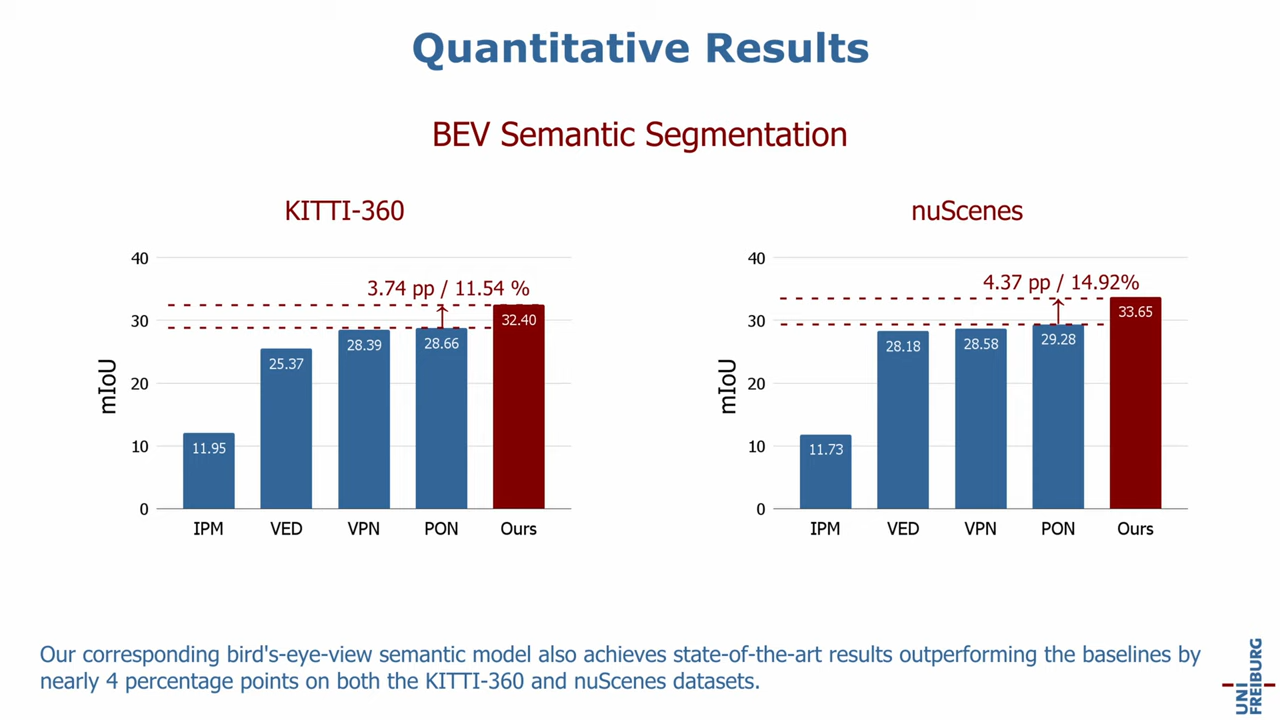 Quantitative Results
BEV Semantic Segmentation
KITTI-360
40
30
20
10
0
mIoU
3.74 pp / 11.54 %
11.95
25.37
28.39
28.66
32.40
IPM VED VPN PON Ours
nuScenes
40
30
20
10
0
mIoU
4.37 pp / 14.92%
11.73
28.18
28.58
29.28
33.65
IPM VED VPN PON Ours
Our corresponding bird's-eye-view semantic model also achieves state-of-the-art results outperforming the baselines by
nearly 4 percentage points on both the KITTI-360 and nuScenes datasets.
UNI
FREIBURG